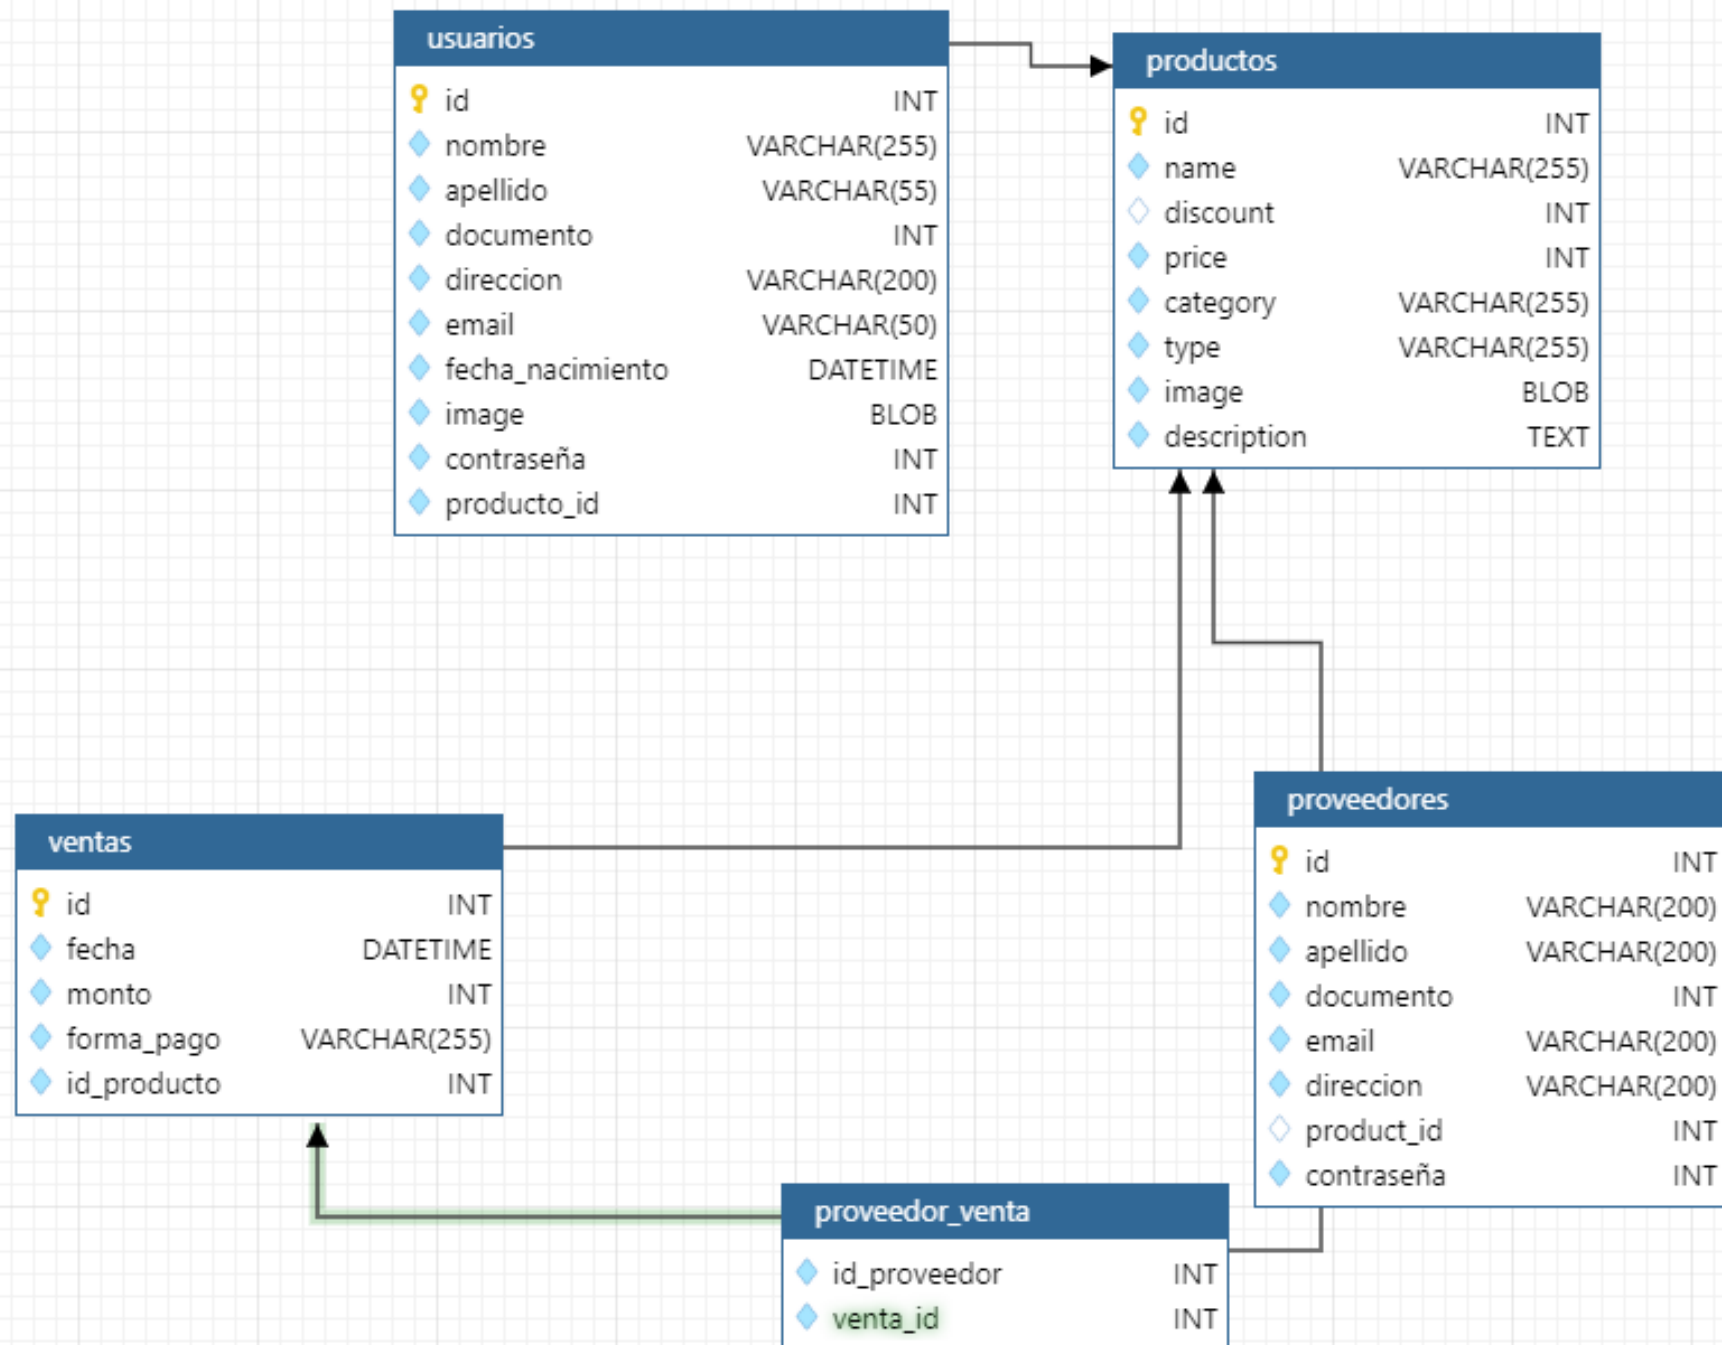 usuarios
id INT
nombre VARCHAR(255)
apellido VARCHAR(55)
documento INT
direccion VARCHAR(200)
email VARCHAR(50)
fecha_nacimiento DATETIME
image BLOB
contraseña INT
producto_id INT
productos
id INT
name VARCHAR(255)
discount INT
price INT
category VARCHAR(255)
type VARCHAR(255)
image BLOB
description TEXT
ventas
id INT
fecha DATETIME
monto INT
forma_pago VARCHAR(255)
id_producto INT
proveedores
id INT
nombre VARCHAR(200)
apellido VARCHAR(200)
documento INT
email VARCHAR(200)
direccion VARCHAR(200)
product_id INT
contraseña INT
proveedor_venta
id_proveedor INT
venta_id INT